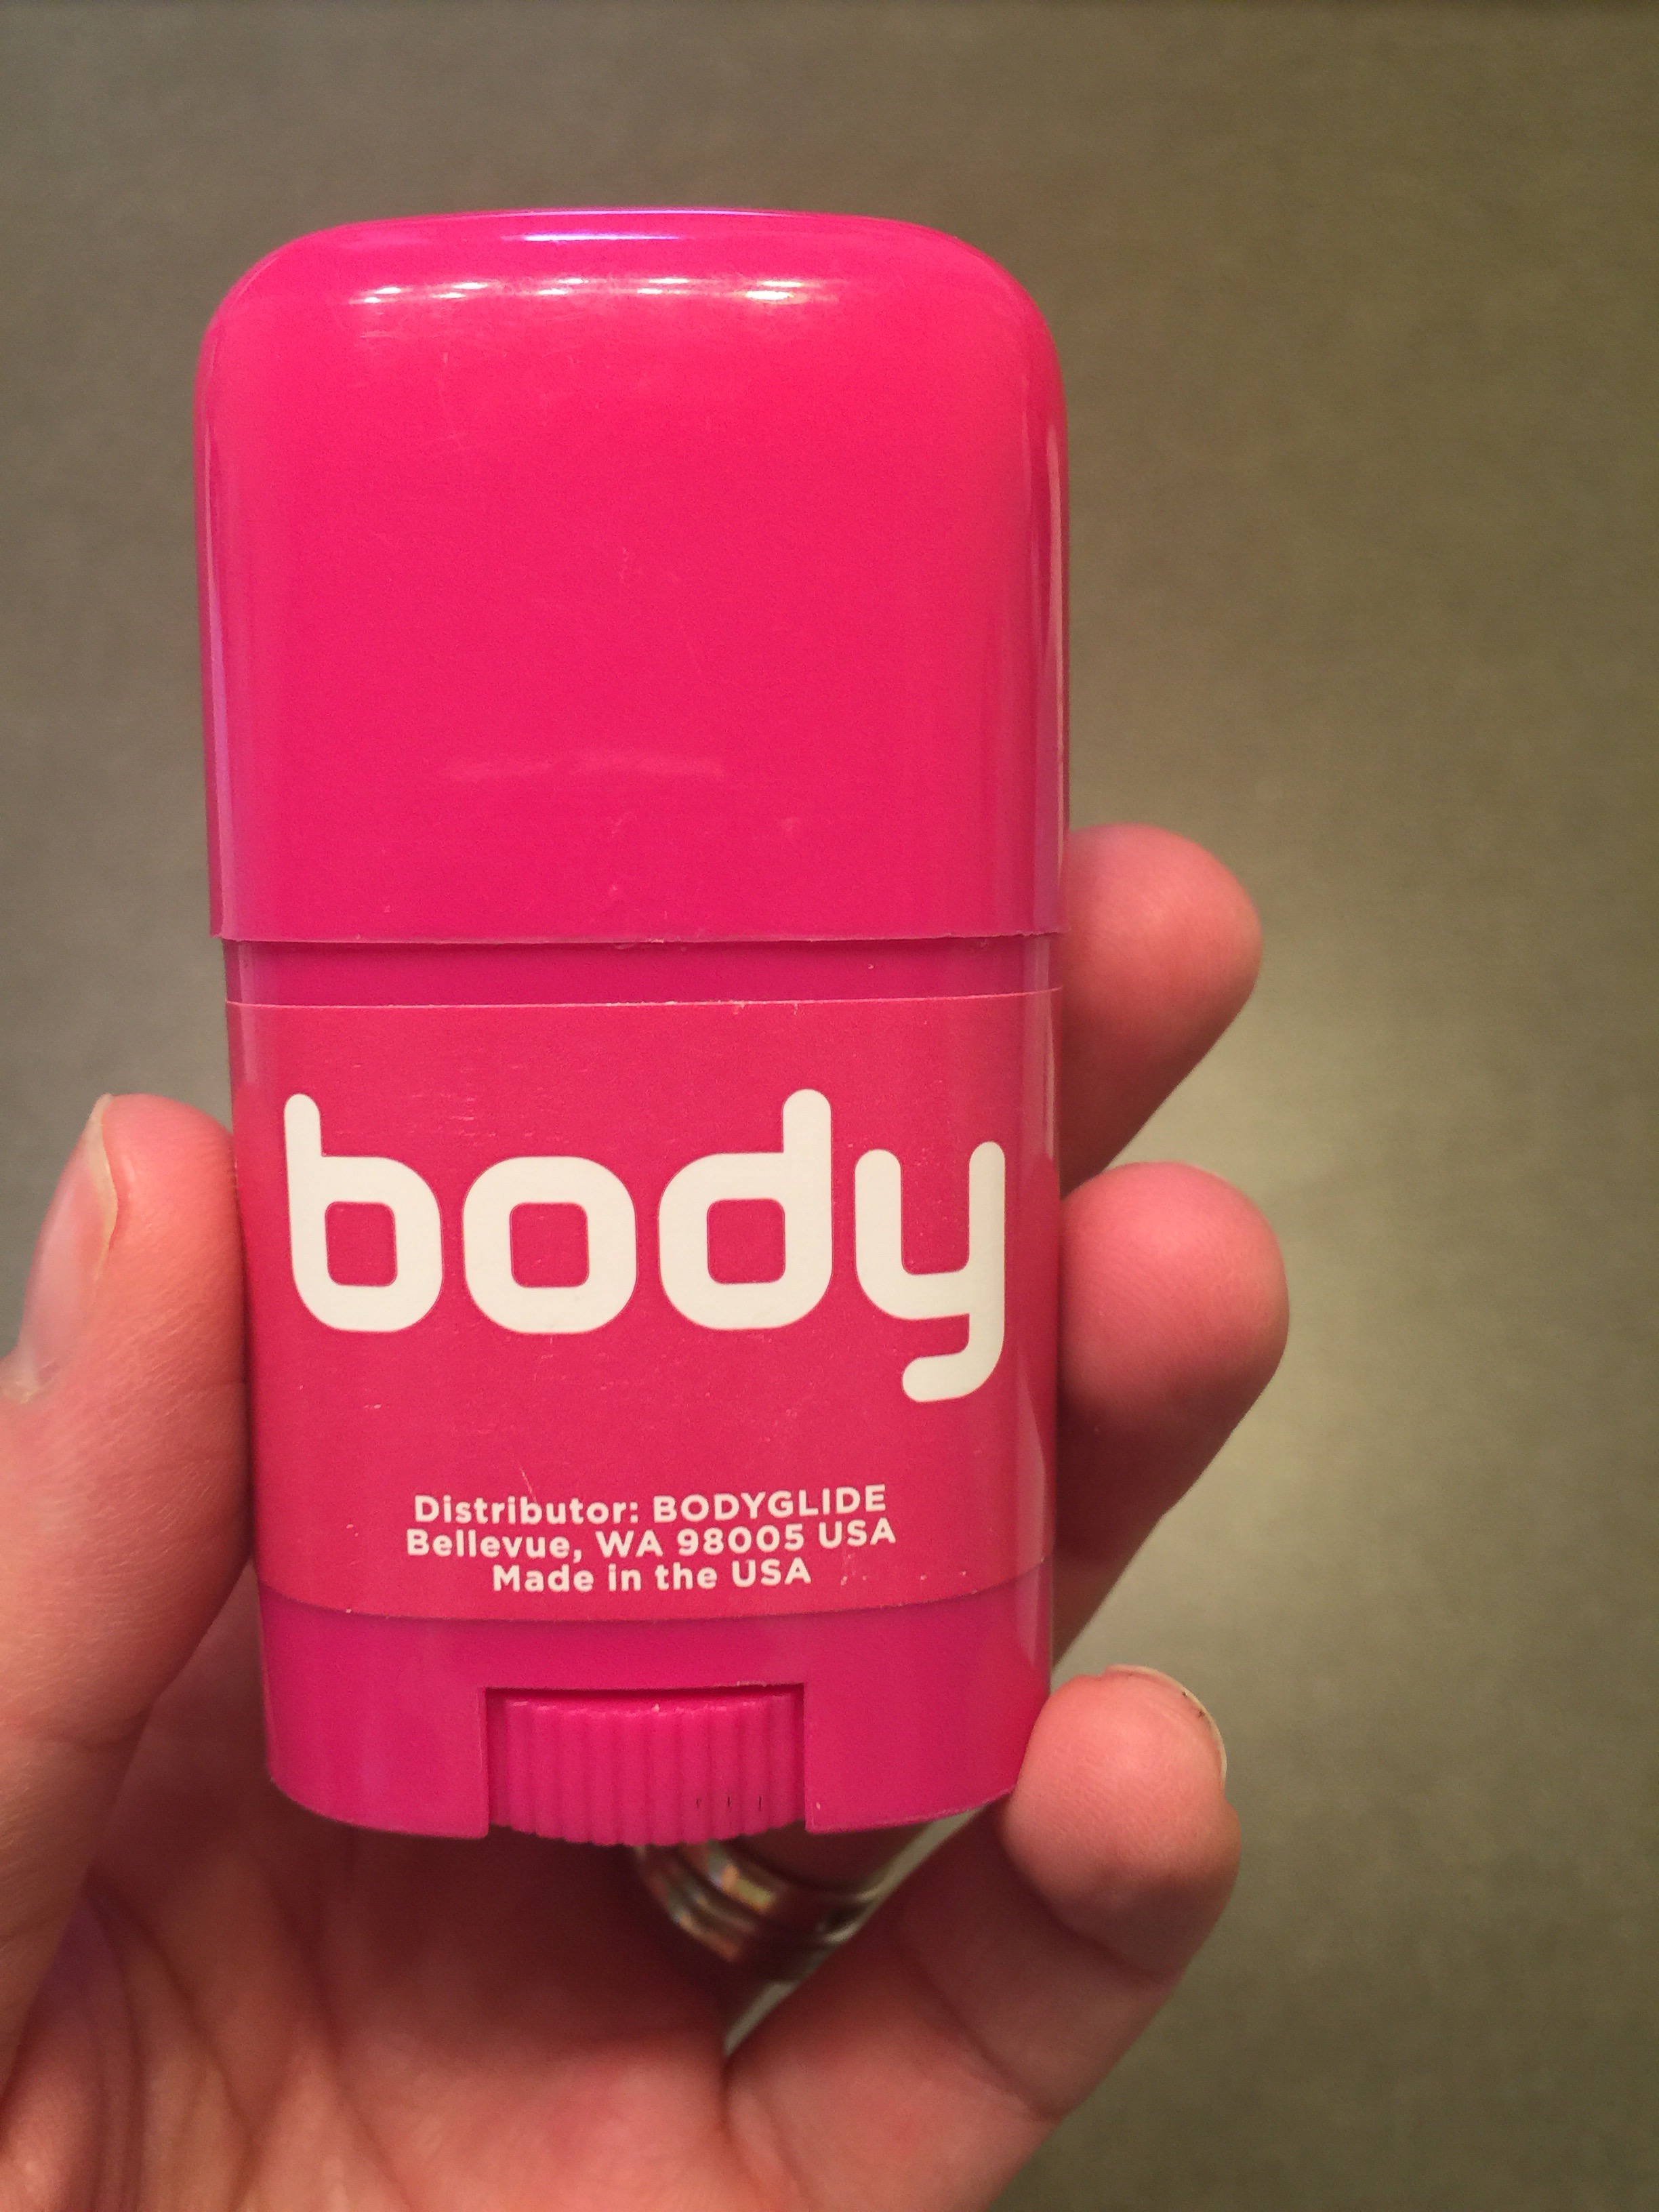 body
Distributor: BODYGLIDE
Bellevue, WA 98005 USA
Made in the USA